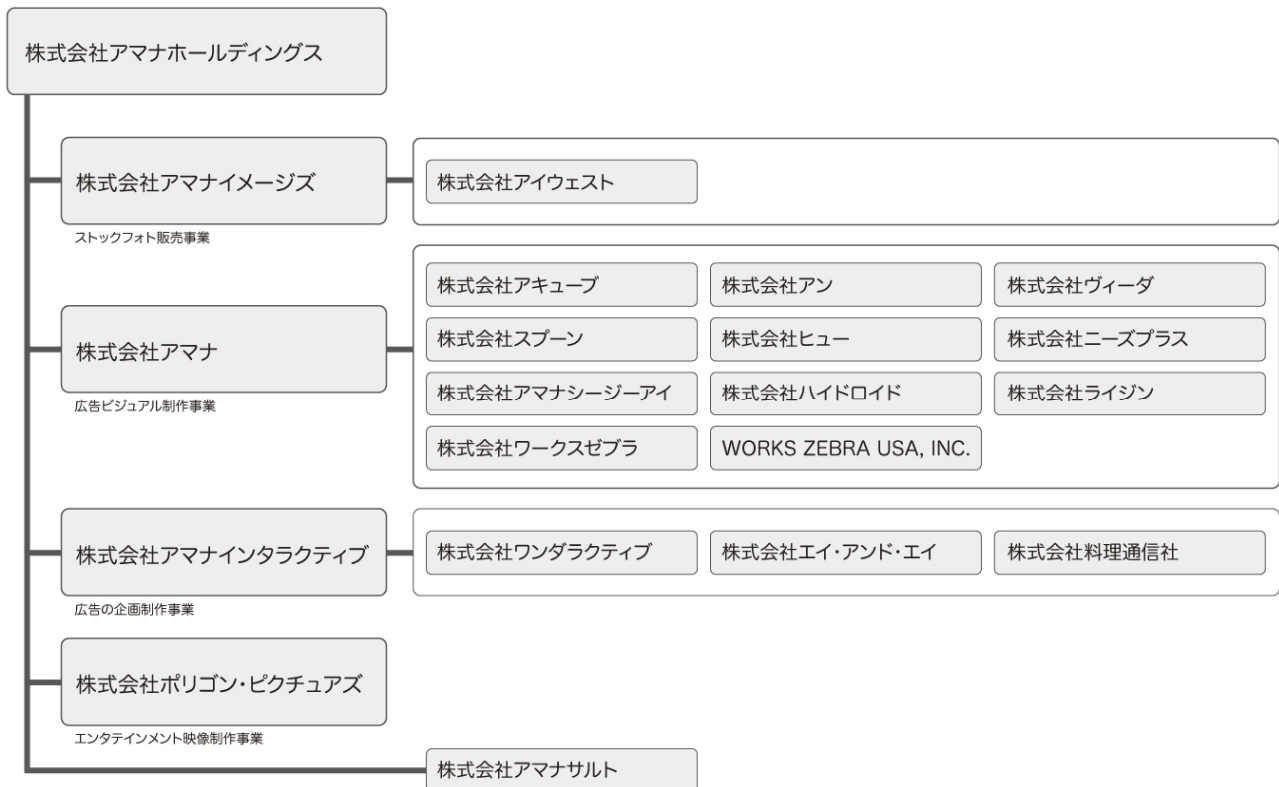 株式会社アマナホールディングス
株式会社アマナイメージズ
株式会社アイウェスト
ストックフォト販売事業
株式会社アキューブ
株式会社アン
株式会社ヴィーダ
株式会社スプーン
株式会社ヒュー
株式会社ニーズプラス
株式会社アマナ
株式会社アマナシージーアイ
株式会社ハイドロイド
株式会社ライジン
広告ビジュアル制作事業
株式会社ワークスゼブラ
WORKS ZEBRA USA, INC.
株式会社アマナインタラクティブ
株式会社ワンダラクティブ
株式会社エイ・アンド・エイ
株式会社料理通信社
広告の企画制作事業
株式会社ポリゴン・ピクチュアズ
エンタテインメント映像制作事業
株式会社アマナサルト